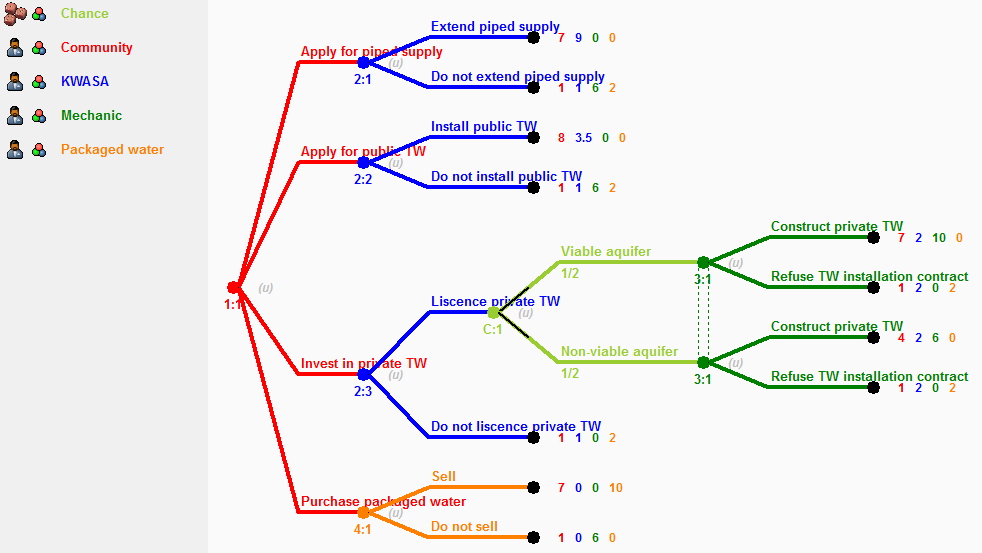 Chance
Community
KWASA
Mechanic
Packaged water
Extend piped supply
7 9 0 0
Apply for piped supply
(u)
2:1
Do not extend piped supply
1 1 6 2
Install public TW
8 3.5 0 0
Apply for public TW
(u)
2:2
Do not install public TW
1 1 6 2
Construct private TW
7 2 10 0
Viable aquifer
(u)
1/2
3:1
Refuse TW installation contract
1 2 0 2
1:1
(u)
Liscence private TW
(u)
C:1
Construct private TW
4 2 6 0
Non-viable aquifer
(u)
1/2
3:1
Refuse TW installation contract
1 2 0 2
Invest in private TW
(u)
2:3
Do not liscence private TW
1 1 0 2
Sell
7 0 0 10
Purchase packaged water
(u)
4:1
Do not sell
1 0 6 0